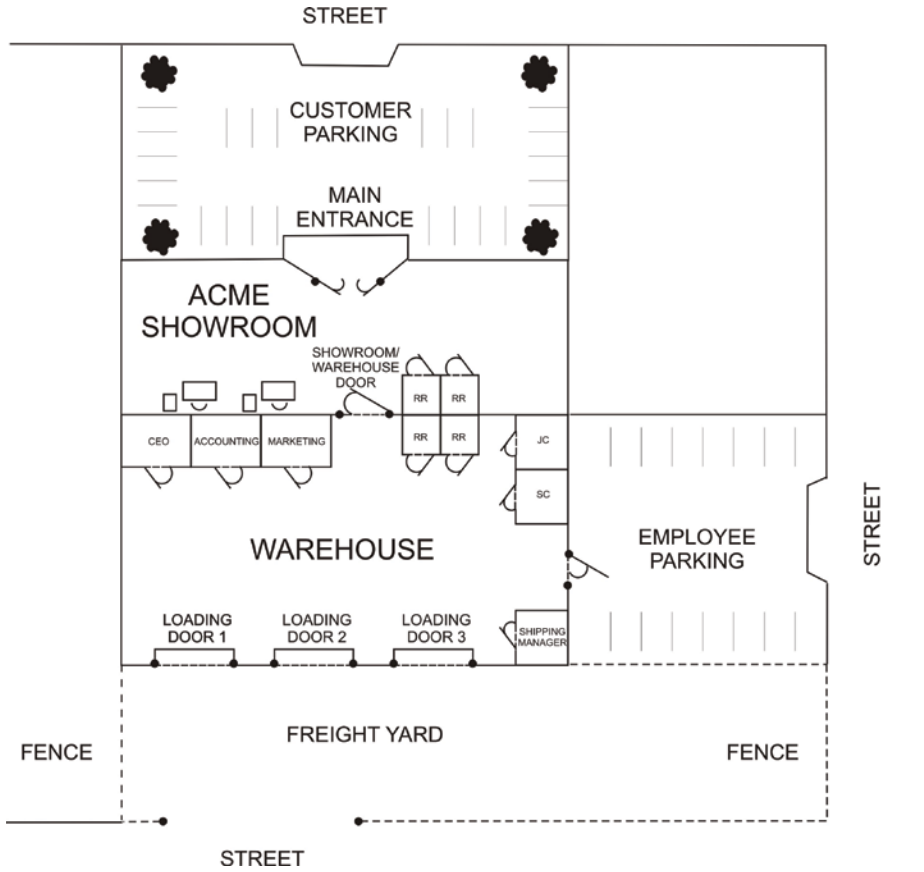 STREET
CUSTOMER
PARKING
MAIN
ENTRANCE
ACME
SHOWROOM
SHOWROOM/
WAREHOUSE
DOOR
RR
RR
RR
RR
CEO
ACCOUNTING
MARKETING
JC
SC
WAREHOUSE
EMPLOYEE
PARKING
STREET
LOADING
DOOR 1
LOADING
DOOR 2
LOADING
DOOR 3
SHIPPING
MANAGER
FREIGHT YARD
FENCE
FENCE
STREET